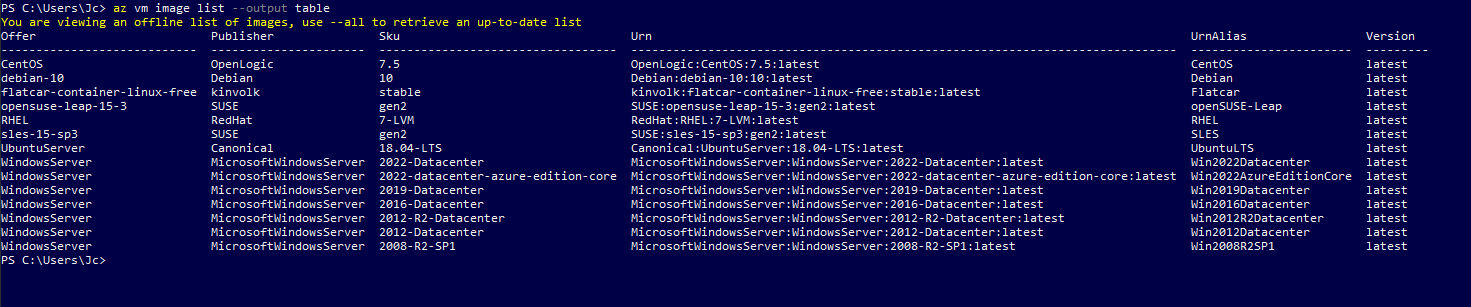 PS C:\Users\Jc> az vm image list --output table
You are viewing an offline list of images, use --all to retrieve an up-to-date list
Offer                       Publisher               Sku                                 Urn                                                                             UrnAlias                 Version
--------------------------  ----------------------  ----------------------------------  ------------------------------------------------------------------------------  -----------------------  ---------
CentOS                      OpenLogic               7.5                                 OpenLogic:CentOS:7.5:latest                                                     CentOS                   latest
debian-10                   Debian                  10                                  Debian:debian-10:10:latest                                                      Debian                   latest
flatcar-container-linux-free  kinvolk                 stable                              kinvolk:flatcar-container-linux-free:stable:latest                              Flatcar                  latest
opensuse-leap-15-3          SUSE                    gen2                                SUSE:opensuse-leap-15-3:gen2:latest                                             openSUSE-Leap            latest
RHEL                        RedHat                  7-LVM                               RedHat:RHEL:7-LVM:latest                                                        RHEL                     latest
sles-15-sp3                 SUSE                    gen2                                SUSE:sles-15-sp3:gen2:latest                                                    SLES                     latest
UbuntuServer                Canonical               18.04-LTS                           Canonical:UbuntuServer:18.04-LTS:latest                                         UbuntuLTS                latest
WindowsServer               MicrosoftWindowsServer  2022-Datacenter                     MicrosoftWindowsServer:WindowsServer:2022-Datacenter:latest                     Win2022Datacenter        latest
WindowsServer               MicrosoftWindowsServer  2022-datacenter-azure-edition-core  MicrosoftWindowsServer:WindowsServer:2022-datacenter-azure-edition-core:latest  Win2022AzureEditionCore  latest
WindowsServer               MicrosoftWindowsServer  2019-Datacenter                     MicrosoftWindowsServer:WindowsServer:2019-Datacenter:latest                     Win2019Datacenter        latest
WindowsServer               MicrosoftWindowsServer  2016-Datacenter                     MicrosoftWindowsServer:WindowsServer:2016-Datacenter:latest                     Win2016Datacenter        latest
WindowsServer               MicrosoftWindowsServer  2012-R2-Datacenter                  MicrosoftWindowsServer:WindowsServer:2012-R2-Datacenter:latest                  Win2012R2Datacenter      latest
WindowsServer               MicrosoftWindowsServer  2012-Datacenter                     MicrosoftWindowsServer:WindowsServer:2012-Datacenter:latest                     Win2012Datacenter        latest
WindowsServer               MicrosoftWindowsServer  2008-R2-SP1                         MicrosoftWindowsServer:WindowsServer:2008-R2-SP1:latest                         Win2008R2SP1             latest
PS C:\Users\Jc>